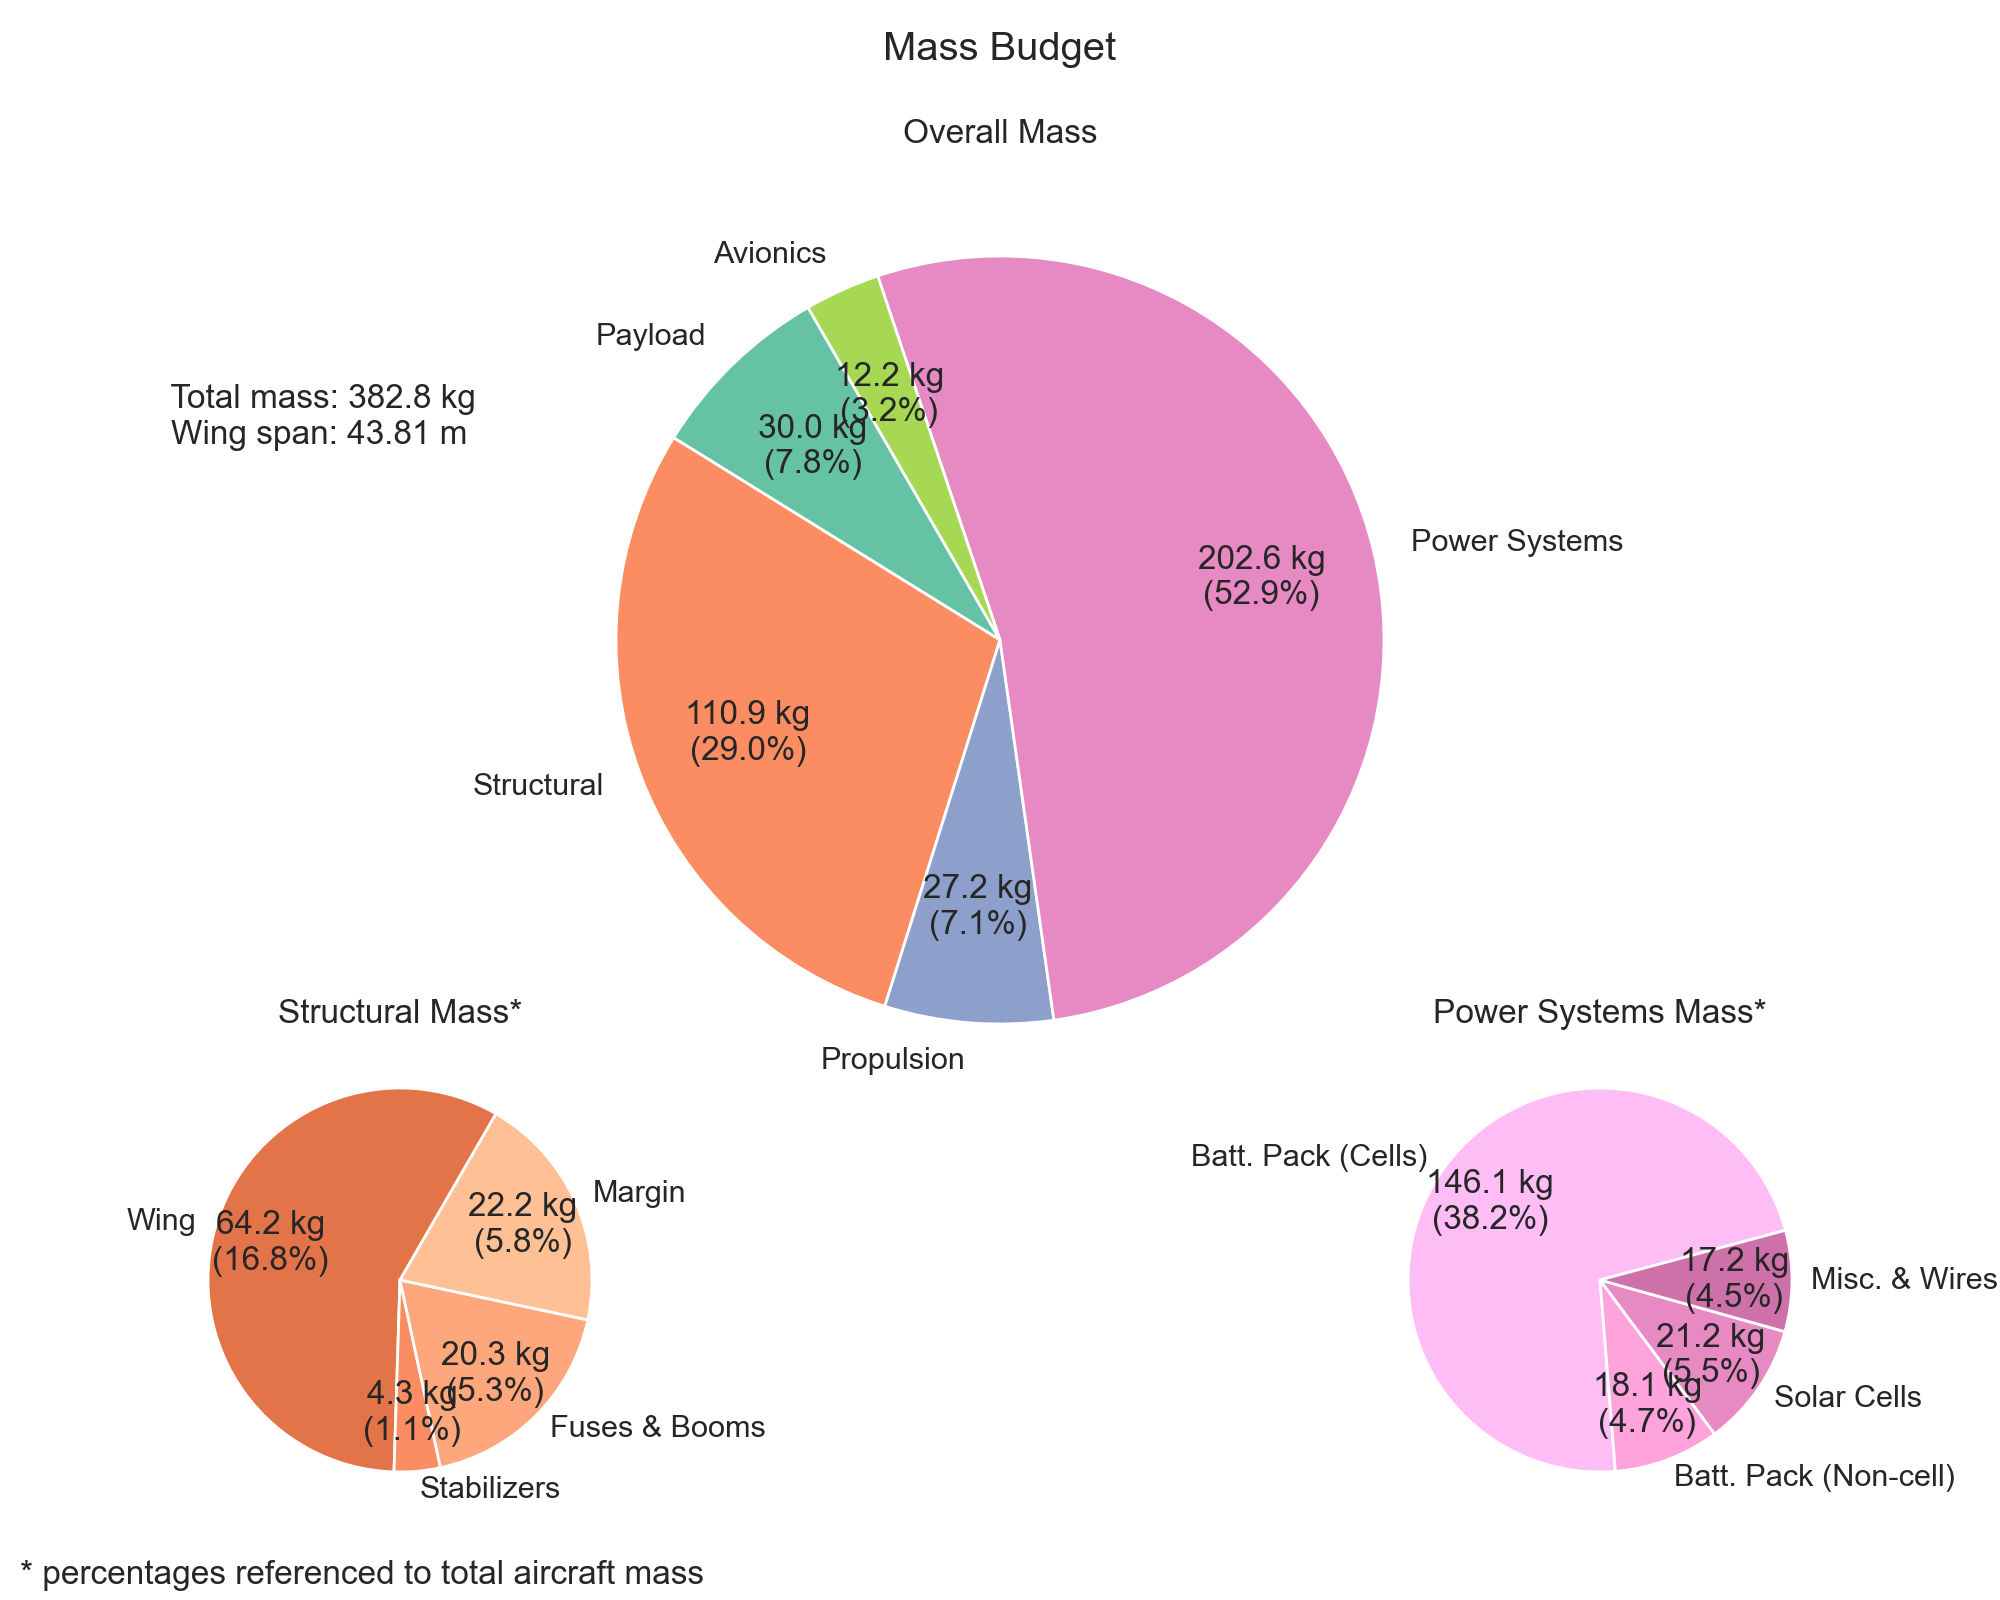 Mass Budget
Overall Mass
Avionics
Payload
12.2 kg
(3.2%)
Total mass: 382.8 kg
Wing span: 43.81 m
30.0 kg
(7.8%)
Power Systems
202.6 kg
(52.9%)
110.9 kg
(29.0%)
Structural
27.2 kg
(7.1%)
Propulsion
Structural Mass*
Wing
64.2 kg
(16.8%)
22.2 kg
(5.8%)
Margin
20.3 kg
(5.3%)
Fuses & Booms
4.3 kg
(1.1%)
Stabilizers
Power Systems Mass*
Batt. Pack (Cells)
146.1 kg
(38.2%)
17.2 kg
(4.5%)
Misc. & Wires
21.2 kg
(5.5%)
Solar Cells
18.1 kg
(4.7%)
Batt. Pack (Non-cell)
* percentages referenced to total aircraft mass